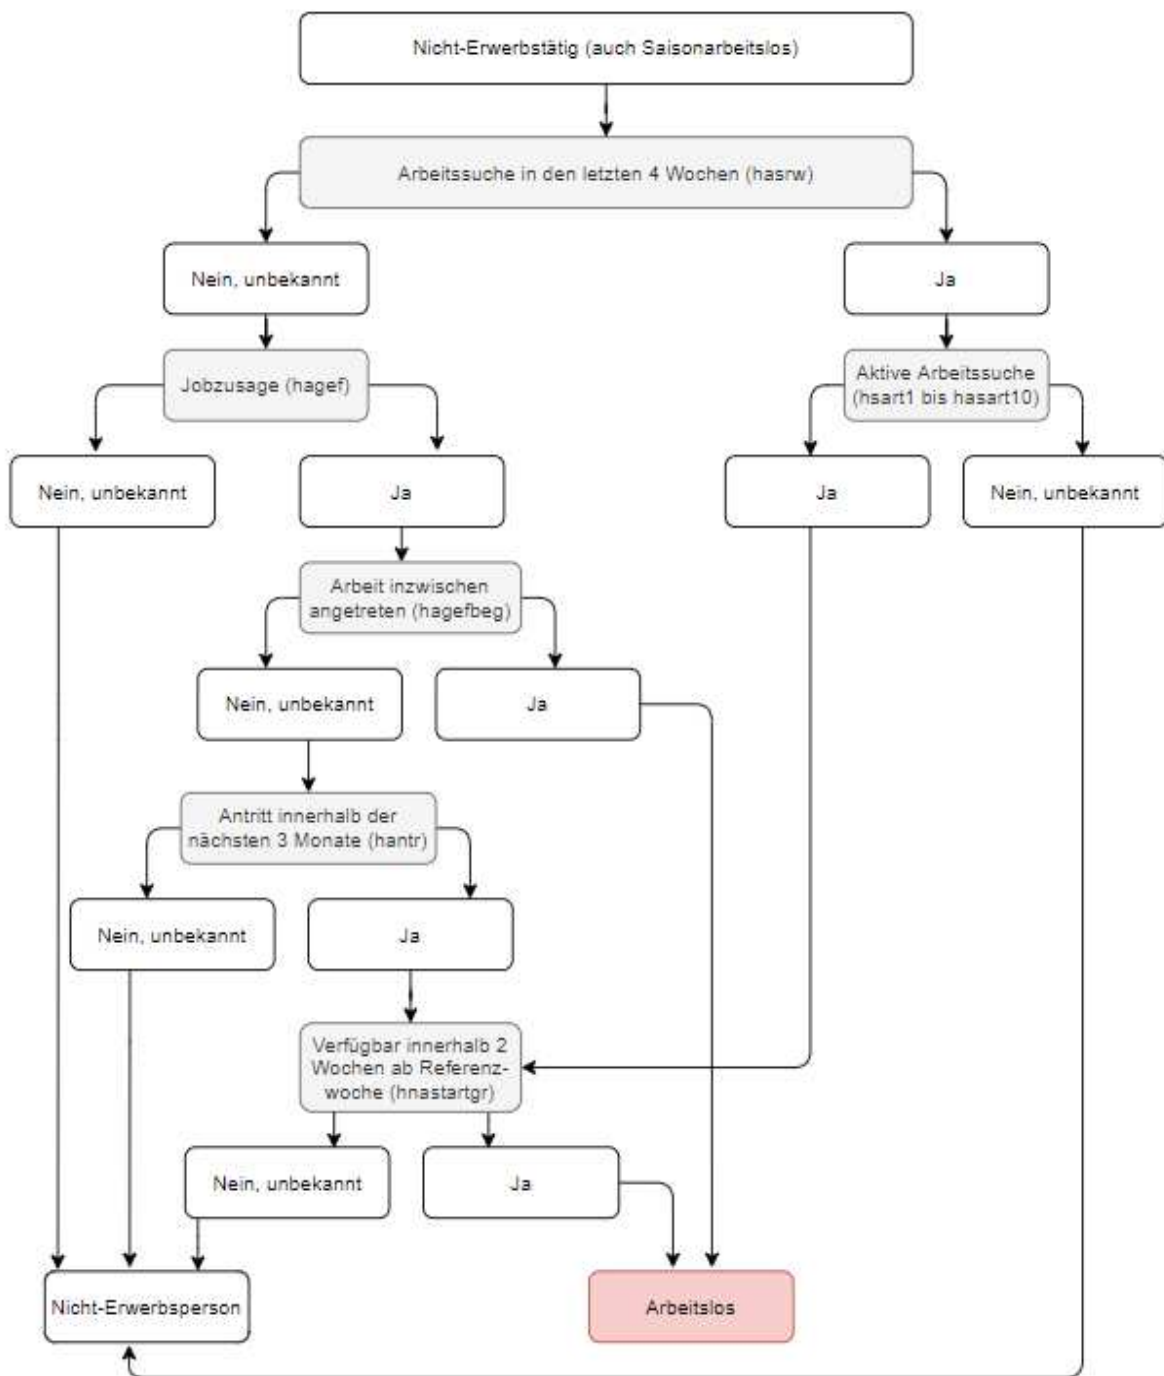 Nicht-Erwerbstätig (auch Saisonarbeitslos)
Arbeitssuche in den letzten 4 Wochen (hasrw)
Nein, unbekannt
Ja
Jobzusage (hagef)
Aktive Arbeitssuche
(hsart1 bis hasart10)
Nein, unbekannt
Ja
Ja
Nein, unbekannt
Arbeit inzwischen
angetreten (hagefbeg)
Nein, unbekannt
Ja
Antritt innerhalb der
nächsten 3 Monate (hantr)
Nein, unbekannt
Ja
Verfügbar innerhalb 2
Wochen ab Referenz-
woche (hnastartgr)
Nein, unbekannt
Ja
Nicht-Erwerbsperson
Arbeitslos